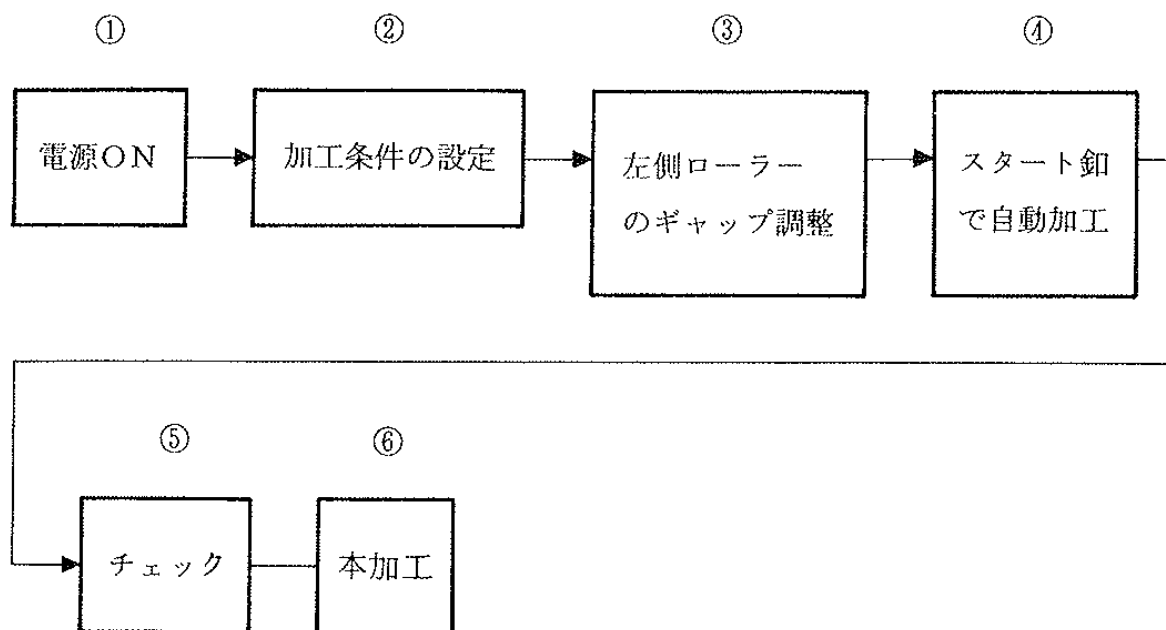 ① ② ③ ④
電源ON
加工条件の設定
左側ローラー
のギャップ調整
スタート釦
で自動加工
⑤ ⑥
チェック
本加工